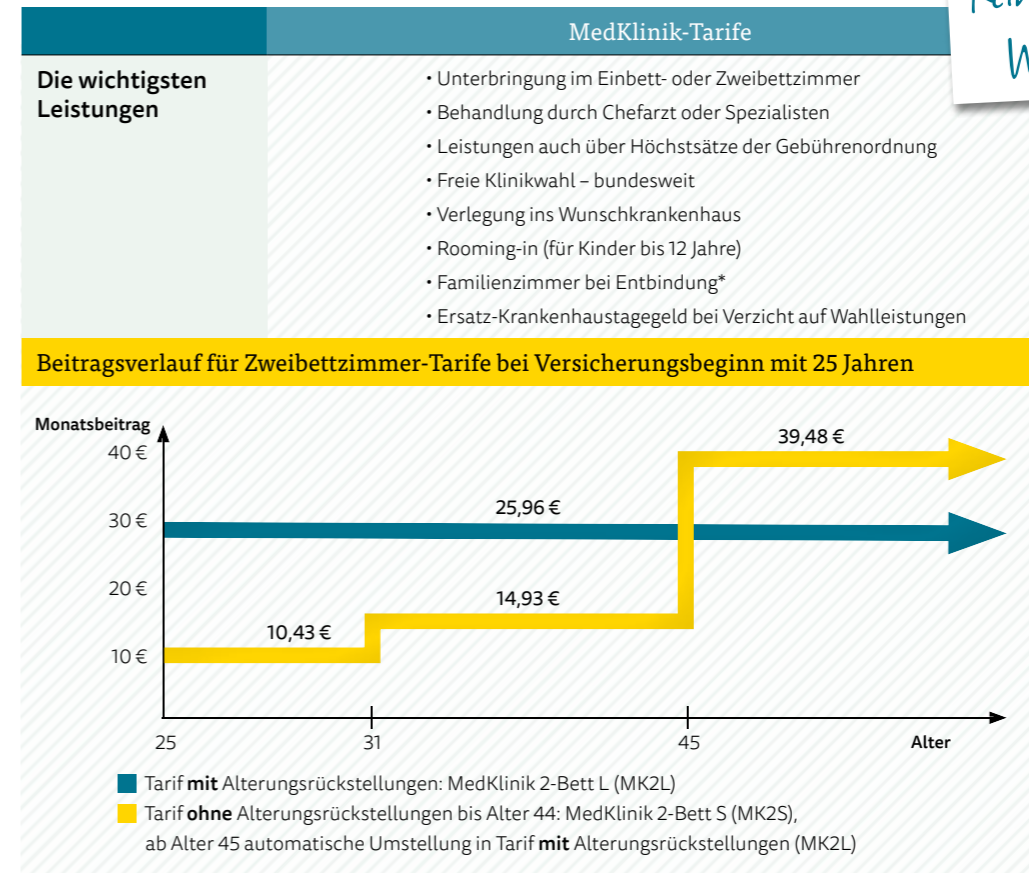 MedKlinik-Tarife
Die wichtigsten
Leistungen
• Unterbringung im Einbett- oder Zweibettzimmer
• Behandlung durch Chefarzt oder Spezialisten
• Leistungen auch über Höchstsätze der Gebührenordnung
• Freie Klinikwahl – bundesweit
• Verlegung ins Wunschkrankenhaus
• Rooming-in (für Kinder bis 12 Jahre)
• Familienzimmer bei Entbindung*
• Ersatz-Krankenhaustagegeld bei Verzicht auf Wahlleistungen
Beitragsverlauf für Zweibettzimmer-Tarife bei Versicherungsbeginn mit 25 Jahren
Monatsbeitrag
40 €
39,48 €
30 €
25,96 €
20 €
14,93 €
10,43 €
10 €
25 31 45 Alter
Tarif mit Alterungsrückstellungen: MedKlinik 2-Bett L (MK2L)
Tarif ohne Alterungsrückstellungen bis Alter 44: MedKlinik 2-Bett S (MK2S),
ab Alter 45 automatische Umstellung in Tarif mit Alterungsrückstellungen (MK2L)